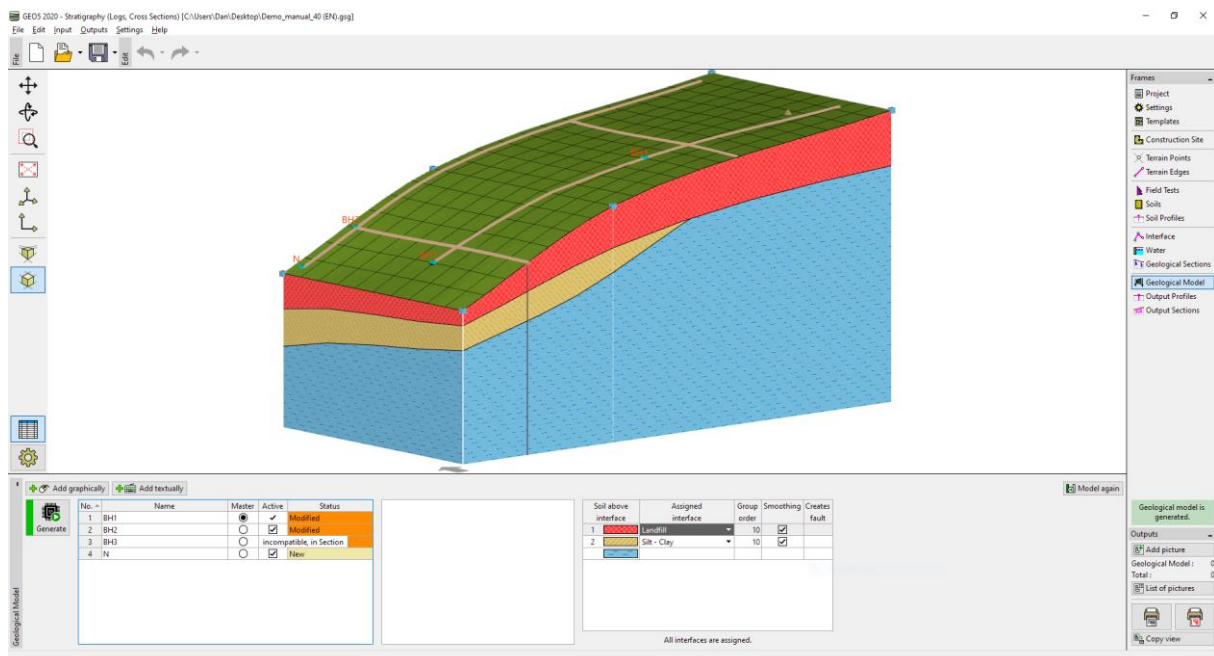 GEO5 2020 - Stratigraphy (Logs, Cross Sections) [C:\Users\Dan\Desktop\Demo_manual_40 (EN).gsg]
File Edit Input Outputs Settings Help
File
Edit
Frames
Project
Settings
Templates
Construction Site
Terrain Points
Terrain Edges
Field Tests
Soils
Soil Profiles
Interface
Water
Geological Sections
Geological Model
Output Profiles
Output Sections
N
Add graphically
Add textually
Model again
Generate
No. Name Master Active Status
1 BH1 Modified
2 BH2 Modified
3 BH3 incompatible, in Section
4 N New
Soil above interface Assigned interface Group order Smoothing Creates fault
1 Landfill 10
2 Silt - Clay 10
All interfaces are assigned.
Geological Model
Geological model is generated.
Outputs
Add picture
Geological Model : 0
Total : 0
List of pictures
Copy view